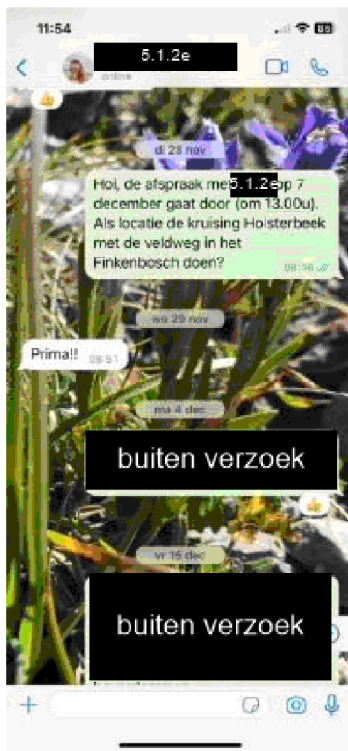 11:54
5.1.2e
online
di 28 nov
Hoi, de afspraak met 5.1.2e op 7
december gaat door (om 13.00u).
Als locatie de kruising Holsterbeek
met de veldweg in het
Finkenbosch doen?
wo 29 nov
Prima!! 08:51
ma 4 dec
buiten verzoek
vr 15 dec
buiten verzoek